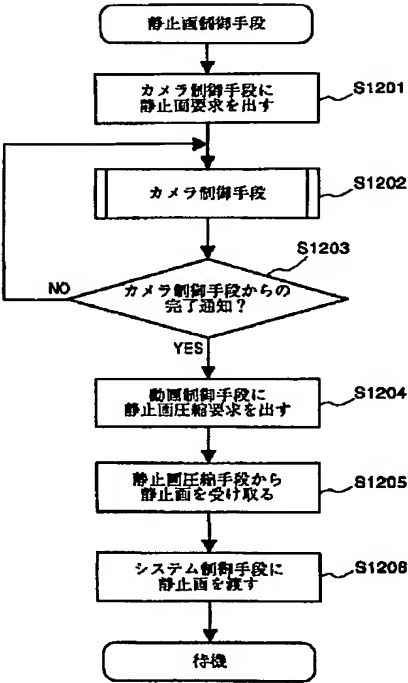 静止画制御手段
カメラ制御手段に
静止画要求を出す
S1201
カメラ制御手段
S1202
S1203
カメラ制御手段からの
完了通知?
NO
YES
動画制御手段に
静止画圧縮要求を出す
S1204
静止画圧縮手段から
静止画を受け取る
S1205
システム制御手段に
静止画を渡す
S1206
待機